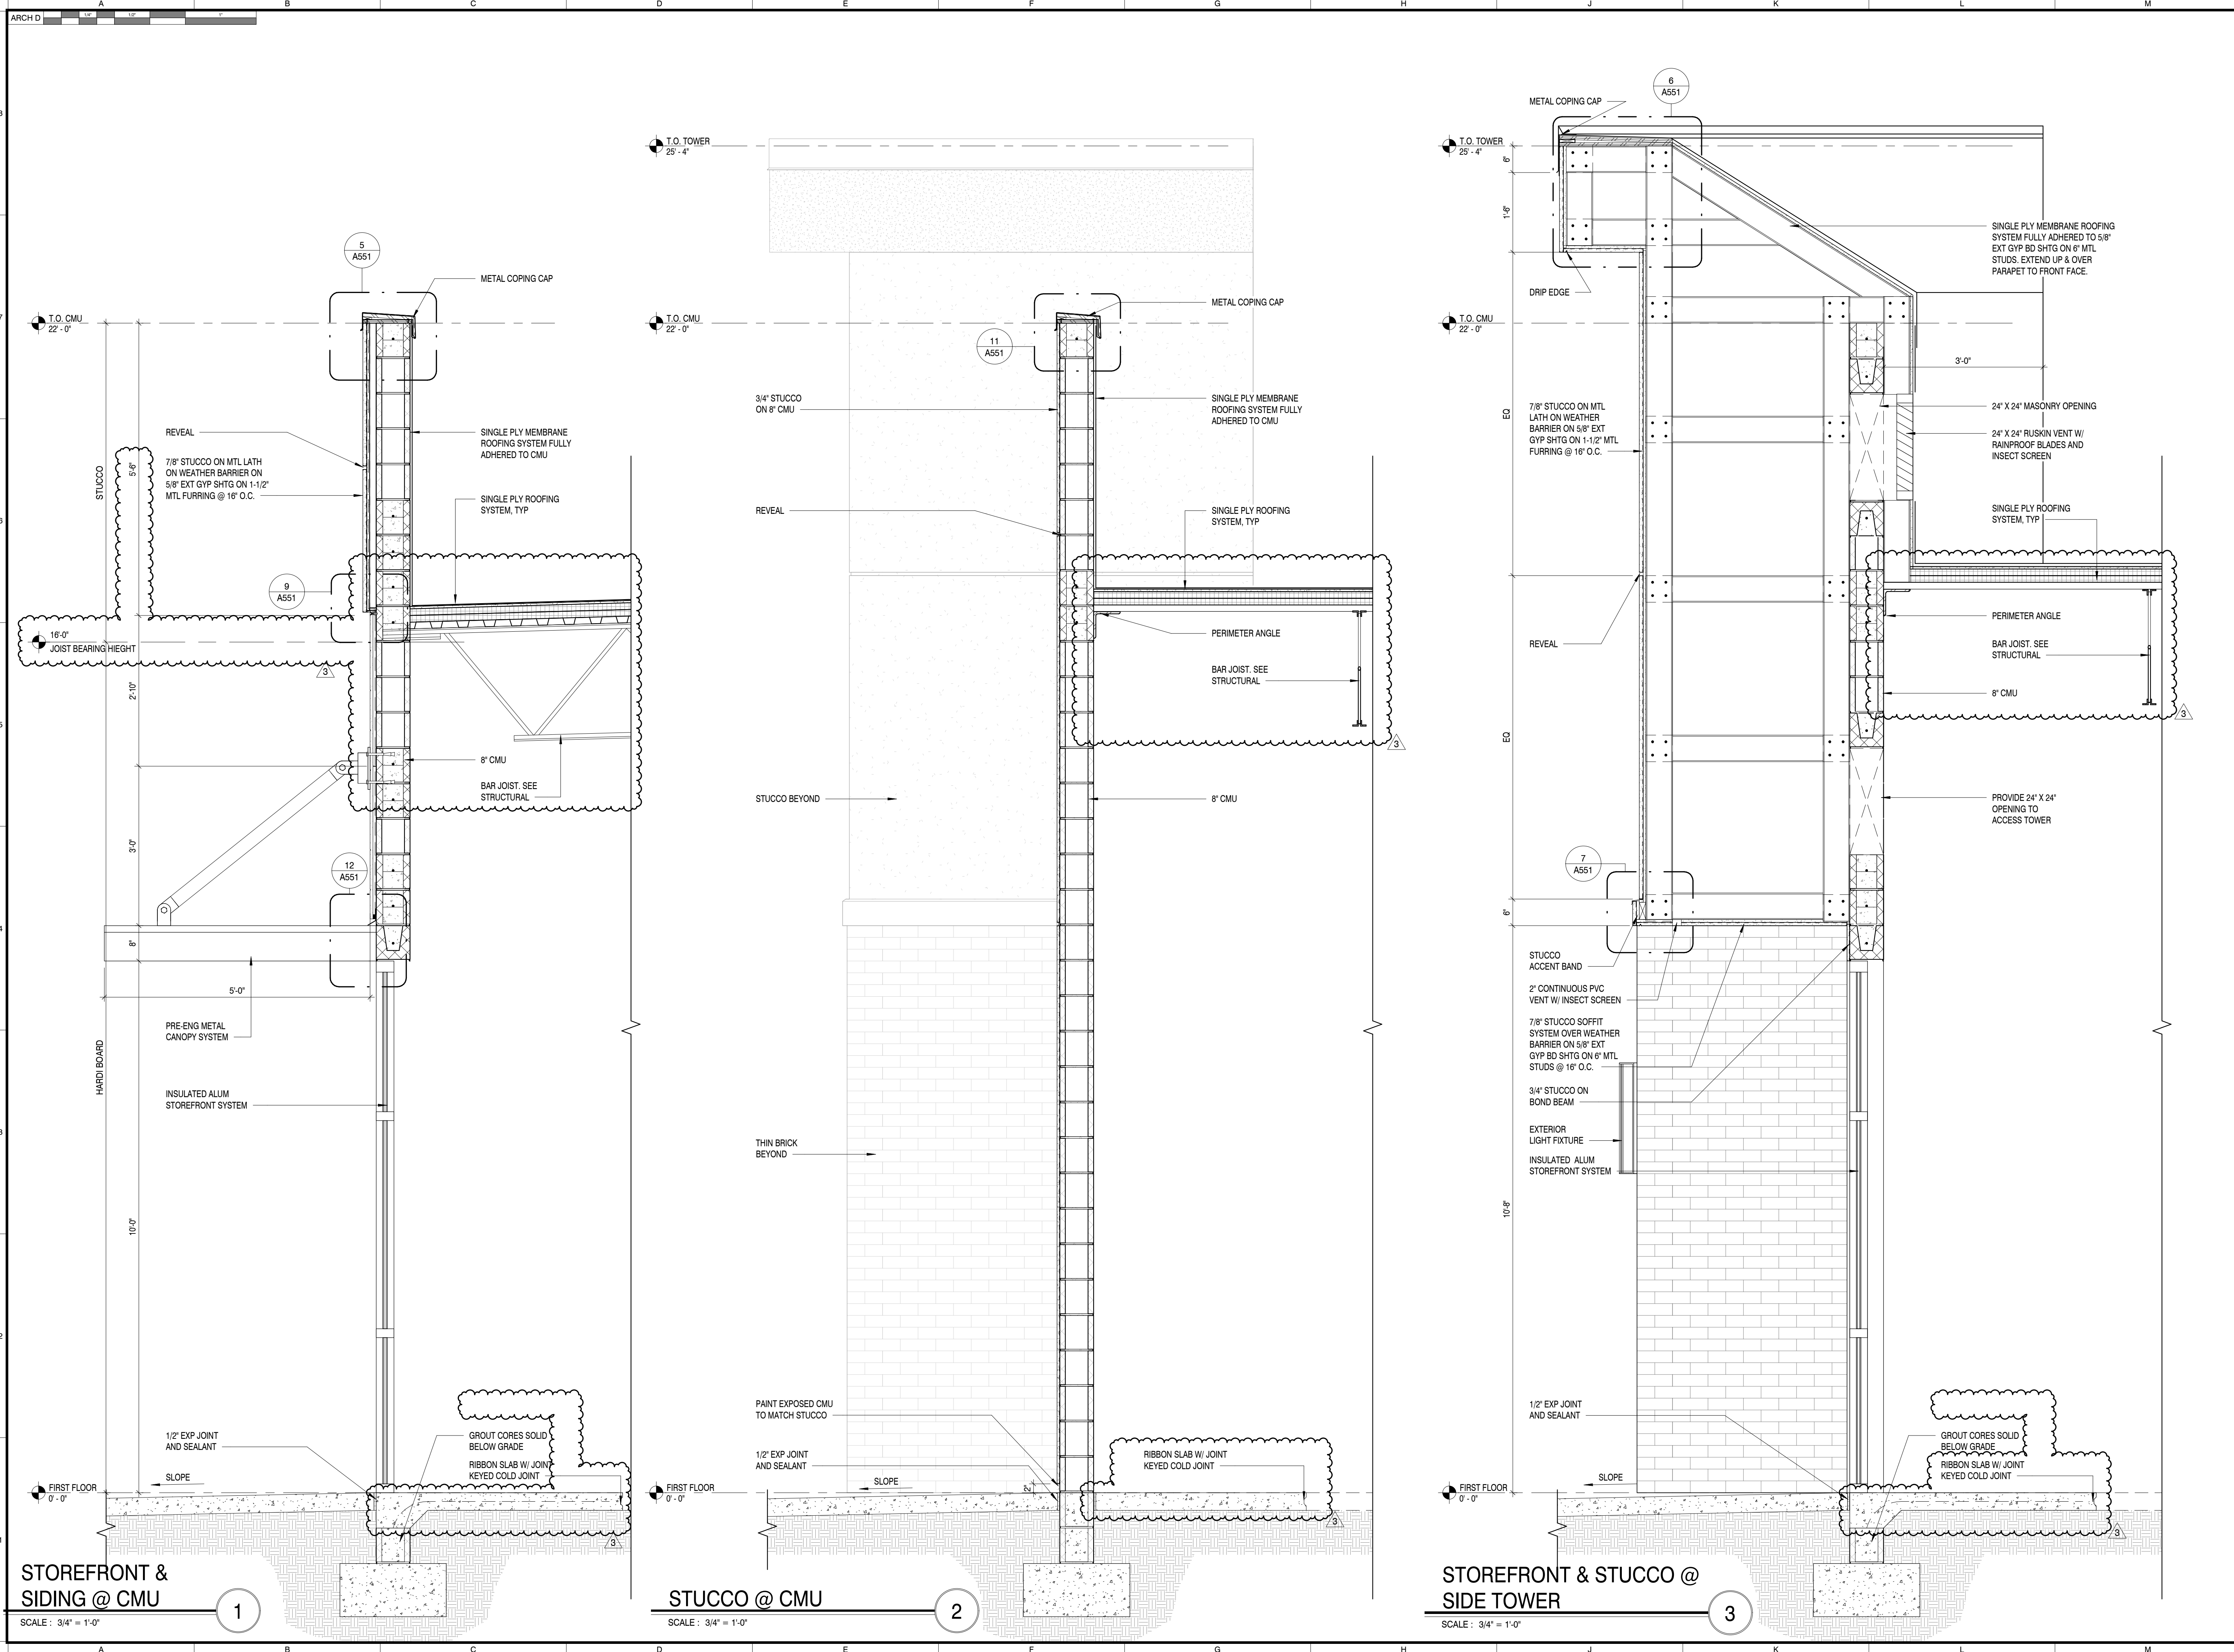 A B C D E F G H J K L M
ARCH D 1/4" 1/2" 1"
8
7
6
5
4
3
2
1
5
A551
METAL COPING CAP
T.O. CMU
22' - 0"
REVEAL
SINGLE PLY MEMBRANE
ROOFING SYSTEM FULLY
ADHERED TO CMU
STUCCO
5'-6"
7/8" STUCCO ON MTL LATH
ON WEATHER BARRIER ON
5/8" EXT GYP SHTG ON 1-1/2"
MTL FURRING @ 16" O.C.
SINGLE PLY ROOFING
SYSTEM, TYP
9
A551
16'-0"
JOIST BEARING HIEGHT
3
2'-10"
8" CMU
BAR JOIST. SEE
STRUCTURAL
3'-0"
12
A551
8"
5'-0"
PRE-ENG METAL
CANOPY SYSTEM
HARDI BOARD
INSULATED ALUM
STOREFRONT SYSTEM
10'-0"
1/2" EXP JOINT
AND SEALANT
GROUT CORES SOLID
BELOW GRADE
RIBBON SLAB W/ JOINT
KEYED COLD JOINT
SLOPE
FIRST FLOOR
0' - 0"
3
STOREFRONT &
SIDING @ CMU
1
SCALE : 3/4" = 1'-0"
T.O. TOWER
25' - 4"
METAL COPING CAP
T.O. CMU
22' - 0"
11
A551
3/4" STUCCO
ON 8" CMU
SINGLE PLY MEMBRANE
ROOFING SYSTEM FULLY
ADHERED TO CMU
REVEAL
SINGLE PLY ROOFING
SYSTEM, TYP
PERIMETER ANGLE
BAR JOIST. SEE
STRUCTURAL
3
STUCCO BEYOND
8" CMU
THIN BRICK
BEYOND
PAINT EXPOSED CMU
TO MATCH STUCCO
1/2" EXP JOINT
AND SEALANT
RIBBON SLAB W/ JOINT
KEYED COLD JOINT
SLOPE
2"
FIRST FLOOR
0' - 0"
3
STUCCO @ CMU
2
SCALE : 3/4" = 1'-0"
6
A551
METAL COPING CAP
T.O. TOWER
25' - 4"
6"
1'-6"
SINGLE PLY MEMBRANE ROOFING
SYSTEM FULLY ADHERED TO 5/8"
EXT GYP BD SHTG ON 6" MTL
STUDS. EXTEND UP & OVER
PARAPET TO FRONT FACE.
DRIP EDGE
T.O. CMU
22' - 0"
3'-0"
EQ
7/8" STUCCO ON MTL
LATH ON WEATHER
BARRIER ON 5/8" EXT
GYP SHTG ON 1-1/2" MTL
FURRING @ 16" O.C.
24" X 24" MASONRY OPENING
24" X 24" RUSKIN VENT W/
RAINPROOF BLADES AND
INSECT SCREEN
SINGLE PLY ROOFING
SYSTEM, TYP
PERIMETER ANGLE
REVEAL
BAR JOIST. SEE
STRUCTURAL
8" CMU
3
EQ
PROVIDE 24" X 24"
OPENING TO
ACCESS TOWER
7
A551
6"
STUCCO
ACCENT BAND
2" CONTINUOUS PVC
VENT W/ INSECT SCREEN
7/8" STUCCO SOFFIT
SYSTEM OVER WEATHER
BARRIER ON 5/8" EXT
GYP BD SHTG ON 6" MTL
STUDS @ 16" O.C.
3/4" STUCCO ON
BOND BEAM
EXTERIOR
LIGHT FIXTURE
INSULATED ALUM
STOREFRONT SYSTEM
10'-8"
1/2" EXP JOINT
AND SEALANT
GROUT CORES SOLID
BELOW GRADE
RIBBON SLAB W/ JOINT
KEYED COLD JOINT
SLOPE
FIRST FLOOR
0' - 0"
3
STOREFRONT & STUCCO @
SIDE TOWER
3
SCALE : 3/4" = 1'-0"
A B C D E F G H J K L M